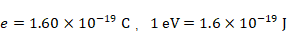 e = 1.60 × 10⁻¹⁹ C , 1 eV = 1.6 × 10⁻¹⁹ J